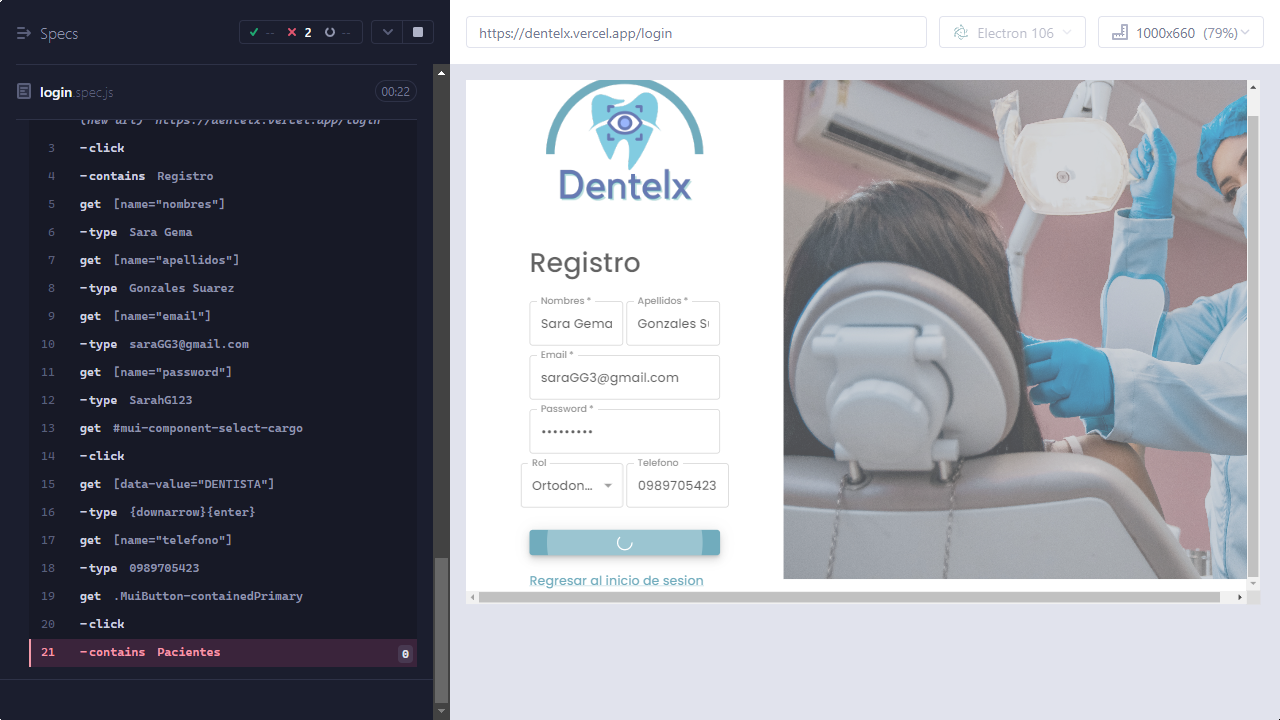 Specs
-- 2 --
login.spec.js
00:22
(new url) https://dentelx.vercel.app/login
3 -click
4 -contains Registro
5 get [name="nombres"]
6 -type Sara Gema
7 get [name="apellidos"]
8 -type Gonzales Suarez
9 get [name="email"]
10 -type saraGG3@gmail.com
11 get [name="password"]
12 -type SarahG123
13 get #mui-component-select-cargo
14 -click
15 get [data-value="DENTISTA"]
16 -type {downarrow}{enter}
17 get [name="telefono"]
18 -type 0989705423
19 get .MuiButton-containedPrimary
20 -click
21 -contains Pacientes 0
https://dentelx.vercel.app/login
Electron 106
1000x660 (79%)
Dentelx
Registro
Nombres * Apellidos *
Sara Gema Gonzales Su
Email *
saraGG3@gmail.com
Password *
•••••••••
Rol Telefono
Ortodon... 0989705423
Regresar al inicio de sesion